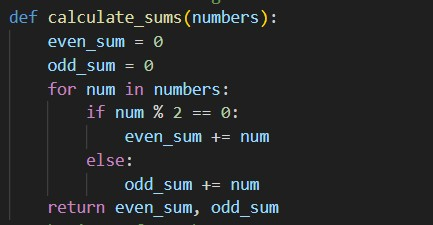 def calculate_sums(numbers):
    even_sum = 0
    odd_sum = 0
    for num in numbers:
        if num % 2 == 0:
            even_sum += num
        else:
            odd_sum += num
    return even_sum, odd_sum